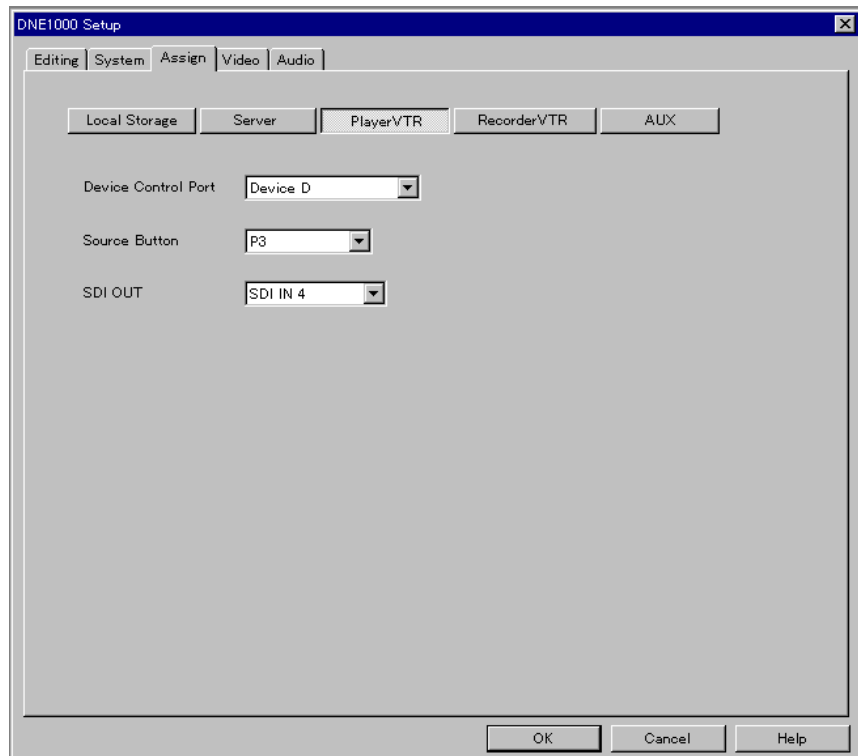 DNE1000 Setup
Editing System Assign Video Audio
Local Storage Server PlayerVTR RecorderVTR AUX
Device Control Port Device D
Source Button P3
SDI OUT SDI IN 4
OK Cancel Help